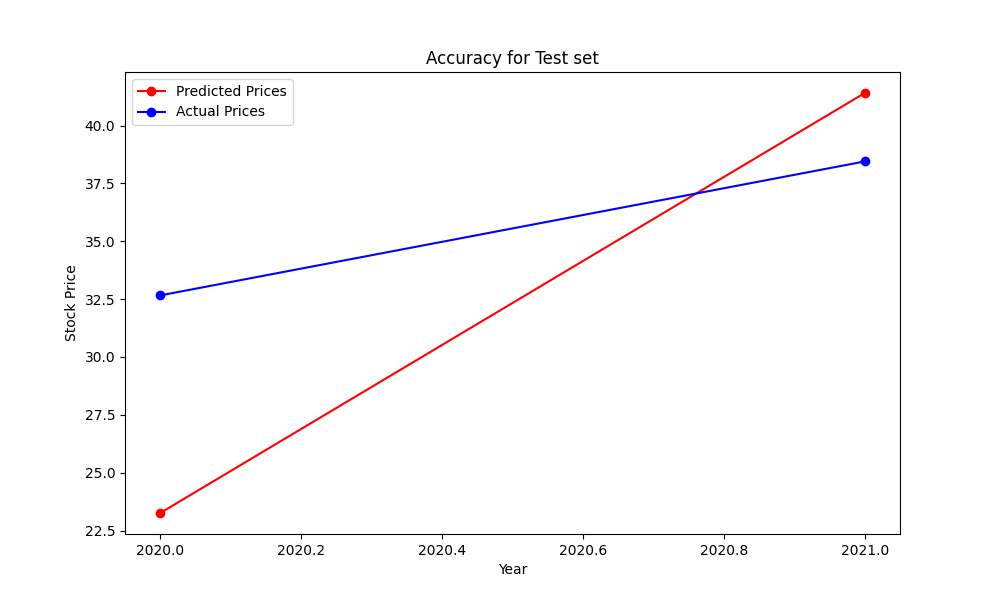 Accuracy for Test set
Predicted Prices
Actual Prices
40.0
37.5
35.0
32.5
30.0
27.5
25.0
22.5
Stock Price
2020.0 2020.2 2020.4 2020.6 2020.8 2021.0
Year